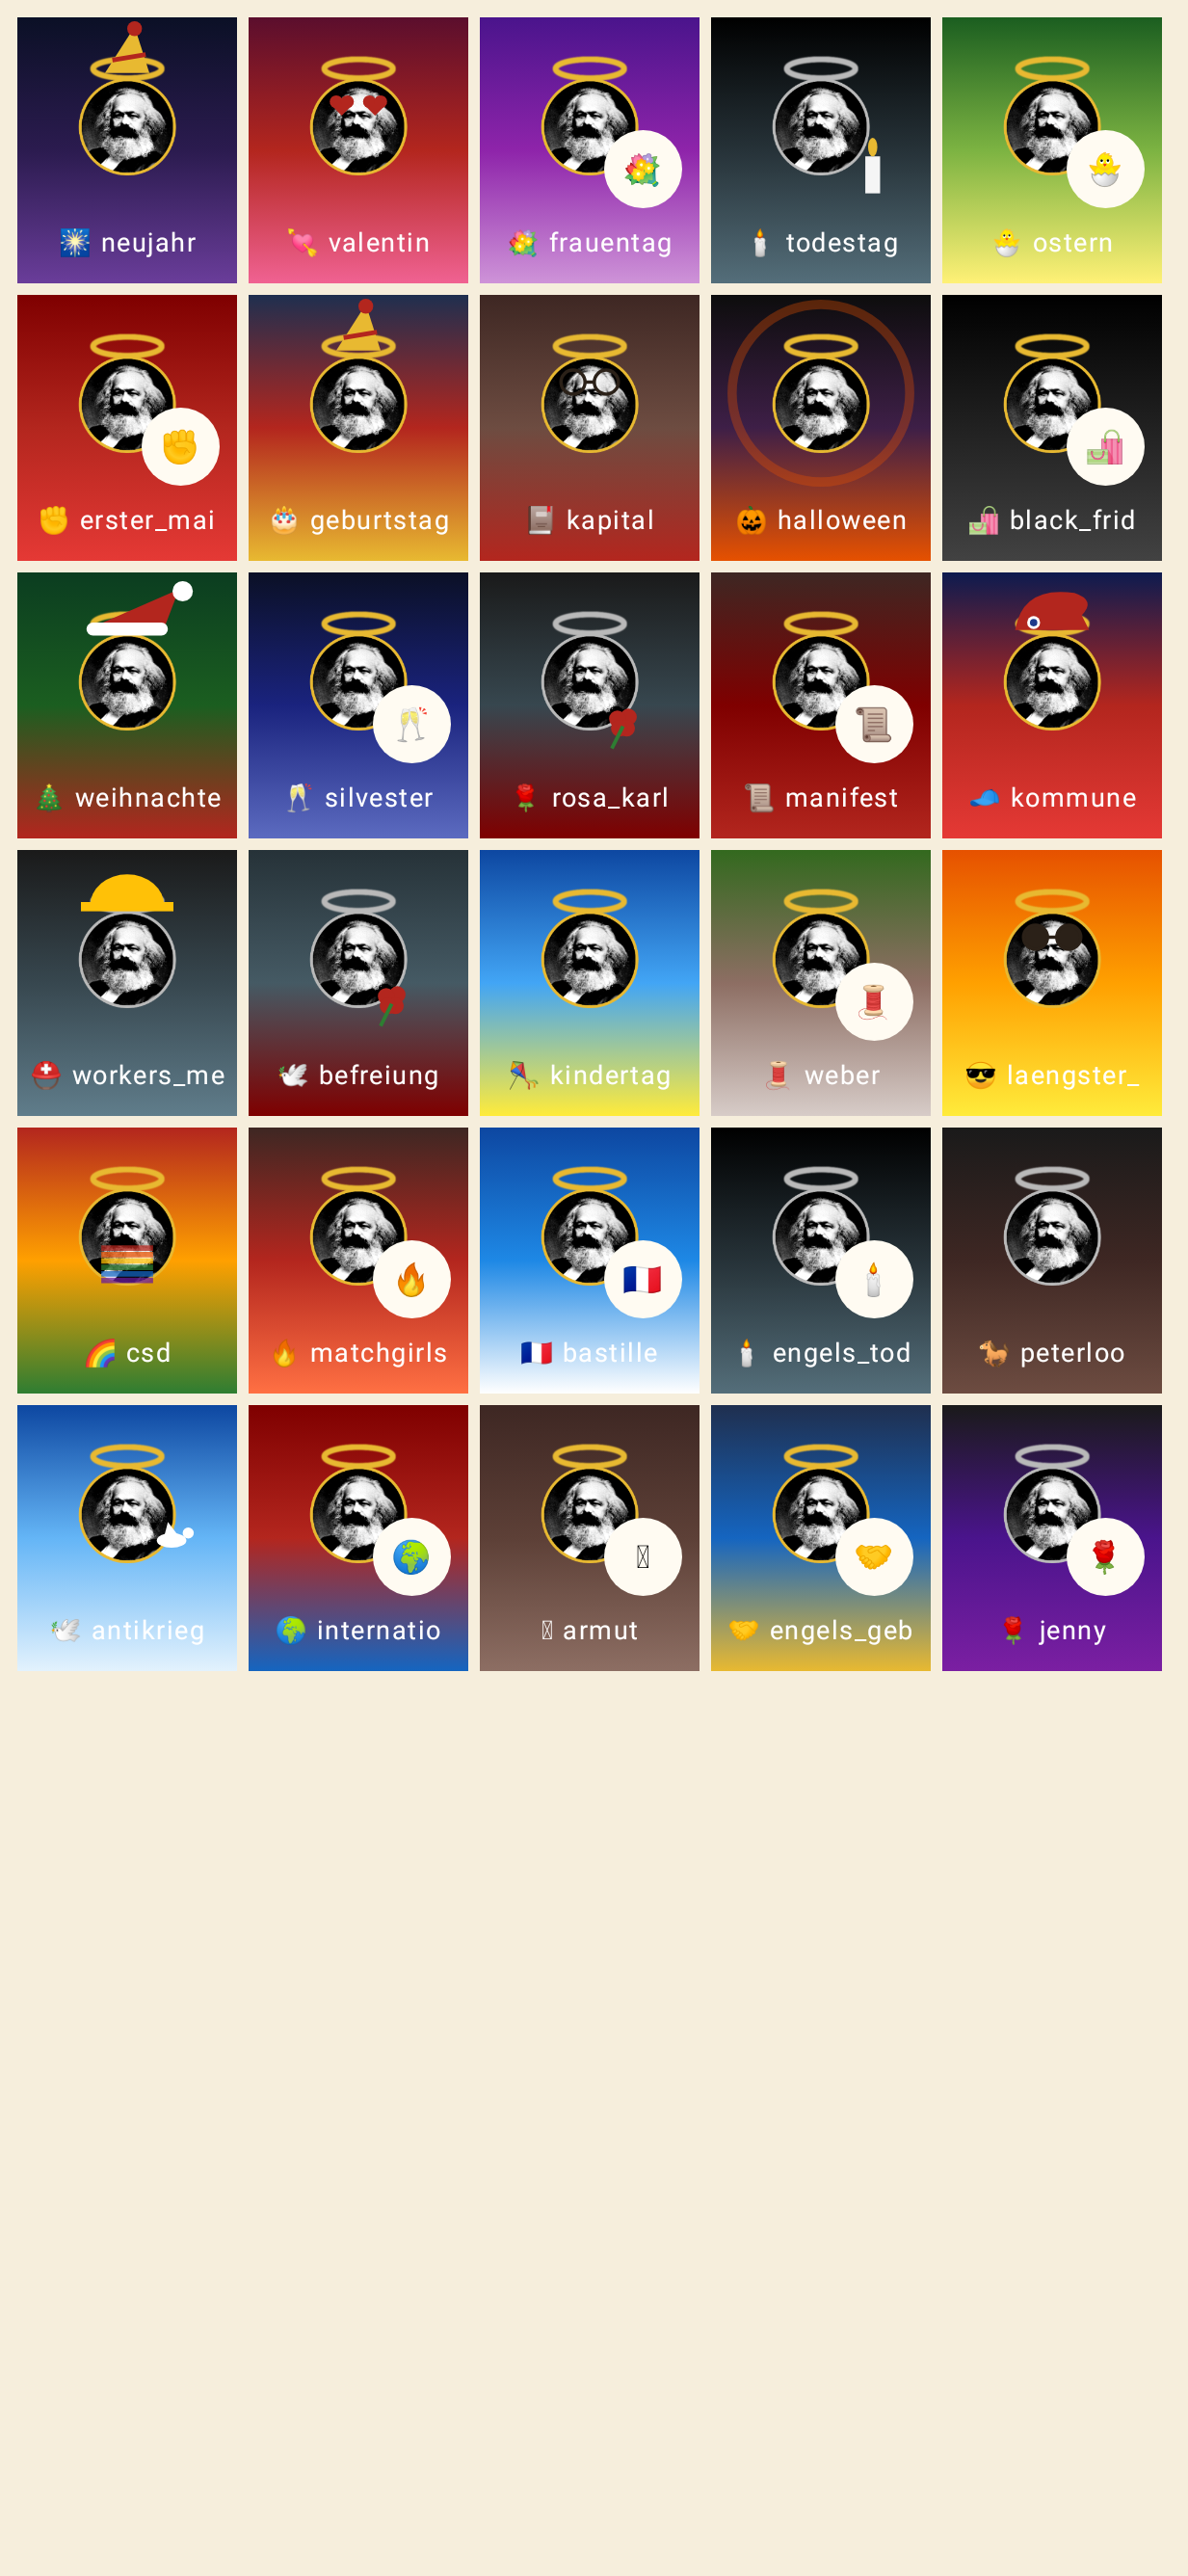 neujahr
valentin
frauentag
todestag
ostern
erster_mai
geburtstag
kapital
halloween
black_frid
weihnachte
silvester
rosa_karl
manifest
kommune
workers_me
befreiung
kindertag
weber
laengster_
csd
matchgirls
bastille
engels_tod
peterloo
antikrieg
internatio
armut
engels_geb
jenny